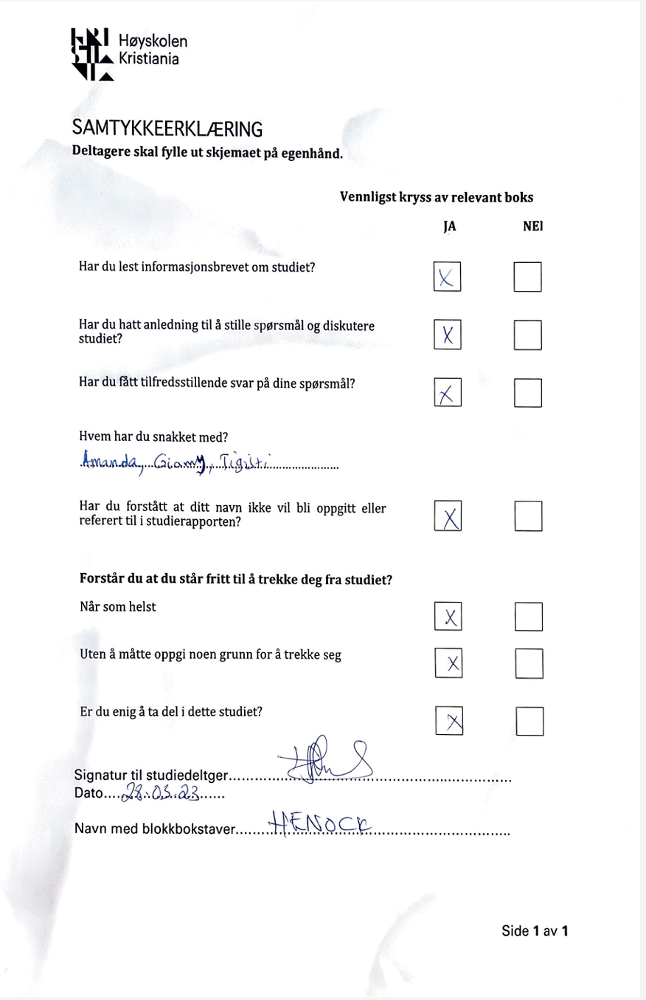 Høyskolen
Kristiania
SAMTYKKEERKLÆRING
Deltagere skal fylle ut skjemaet på egenhånd.
Vennligst kryss av relevant boks
JA NEI
Har du lest informasjonsbrevet om studiet? X
Har du hatt anledning til å stille spørsmål og diskutere
studiet? X
Har du fått tilfredsstillende svar på dine spørsmål? X
Hvem har du snakket med?
Amanda, Giamy, Tigisti
Har du forstått at ditt navn ikke vil bli oppgitt eller
referert til i studierapporten? X
Forstår du at du står fritt til å trekke deg fra studiet?
Når som helst X
Uten å måtte oppgi noen grunn for å trekke seg X
Er du enig å ta del i dette studiet? X
Signatur til studiedeltger
Dato....28.03.23......
Navn med blokkbokstaver HENOCK
Side 1 av 1